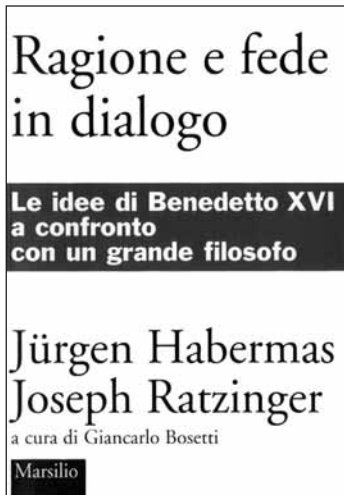 Ragione e fede
in dialogo
Le idee di Benedetto XVI
a confronto
con un grande filosofo
Jürgen Habermas
Joseph Ratzinger
a cura di Giancarlo Bosetti
Marsilio